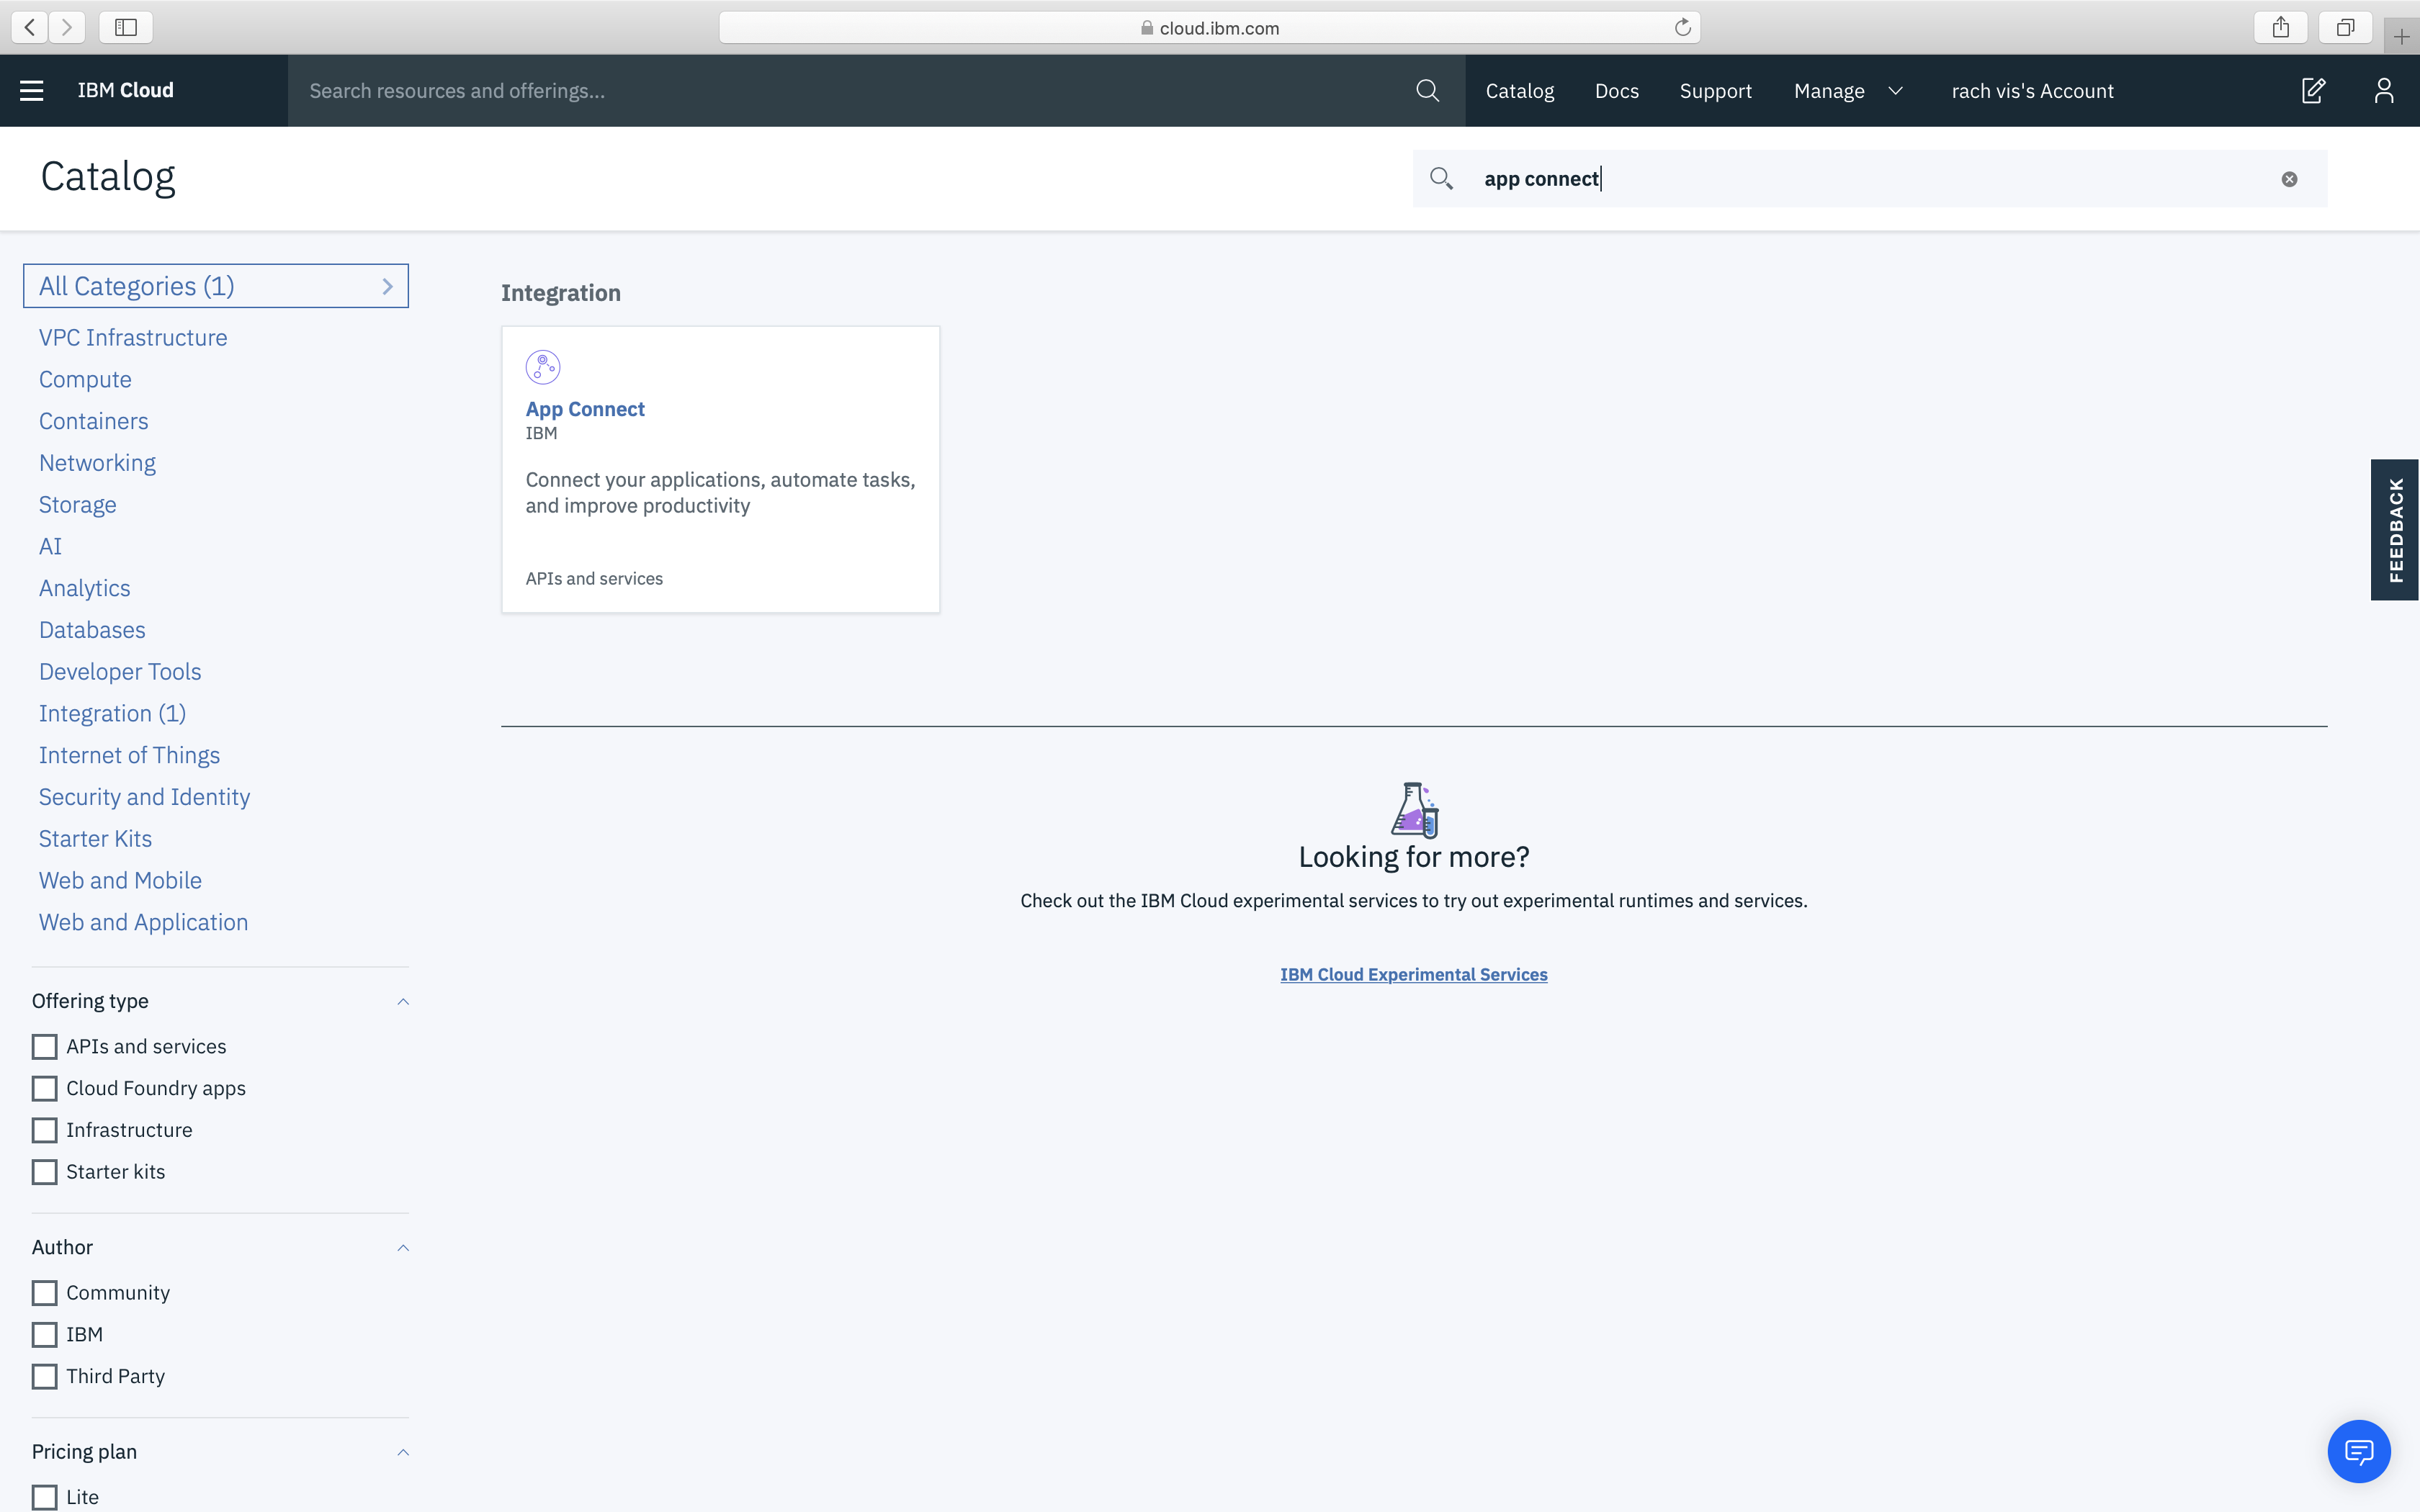 cloud.ibm.com
IBM Cloud
Search resources and offerings...
Catalog
Docs
Support
Manage
rach vis's Account
Catalog
app connect
All Categories (1)
VPC Infrastructure
Compute
Containers
Networking
Storage
AI
Analytics
Databases
Developer Tools
Integration (1)
Internet of Things
Security and Identity
Starter Kits
Web and Mobile
Web and Application
Offering type
APIs and services
Cloud Foundry apps
Infrastructure
Starter kits
Author
Community
IBM
Third Party
Pricing plan
Lite
Integration
App Connect
IBM
Connect your applications, automate tasks,
and improve productivity
APIs and services
Looking for more?
Check out the IBM Cloud experimental services to try out experimental runtimes and services.
IBM Cloud Experimental Services
FEEDBACK